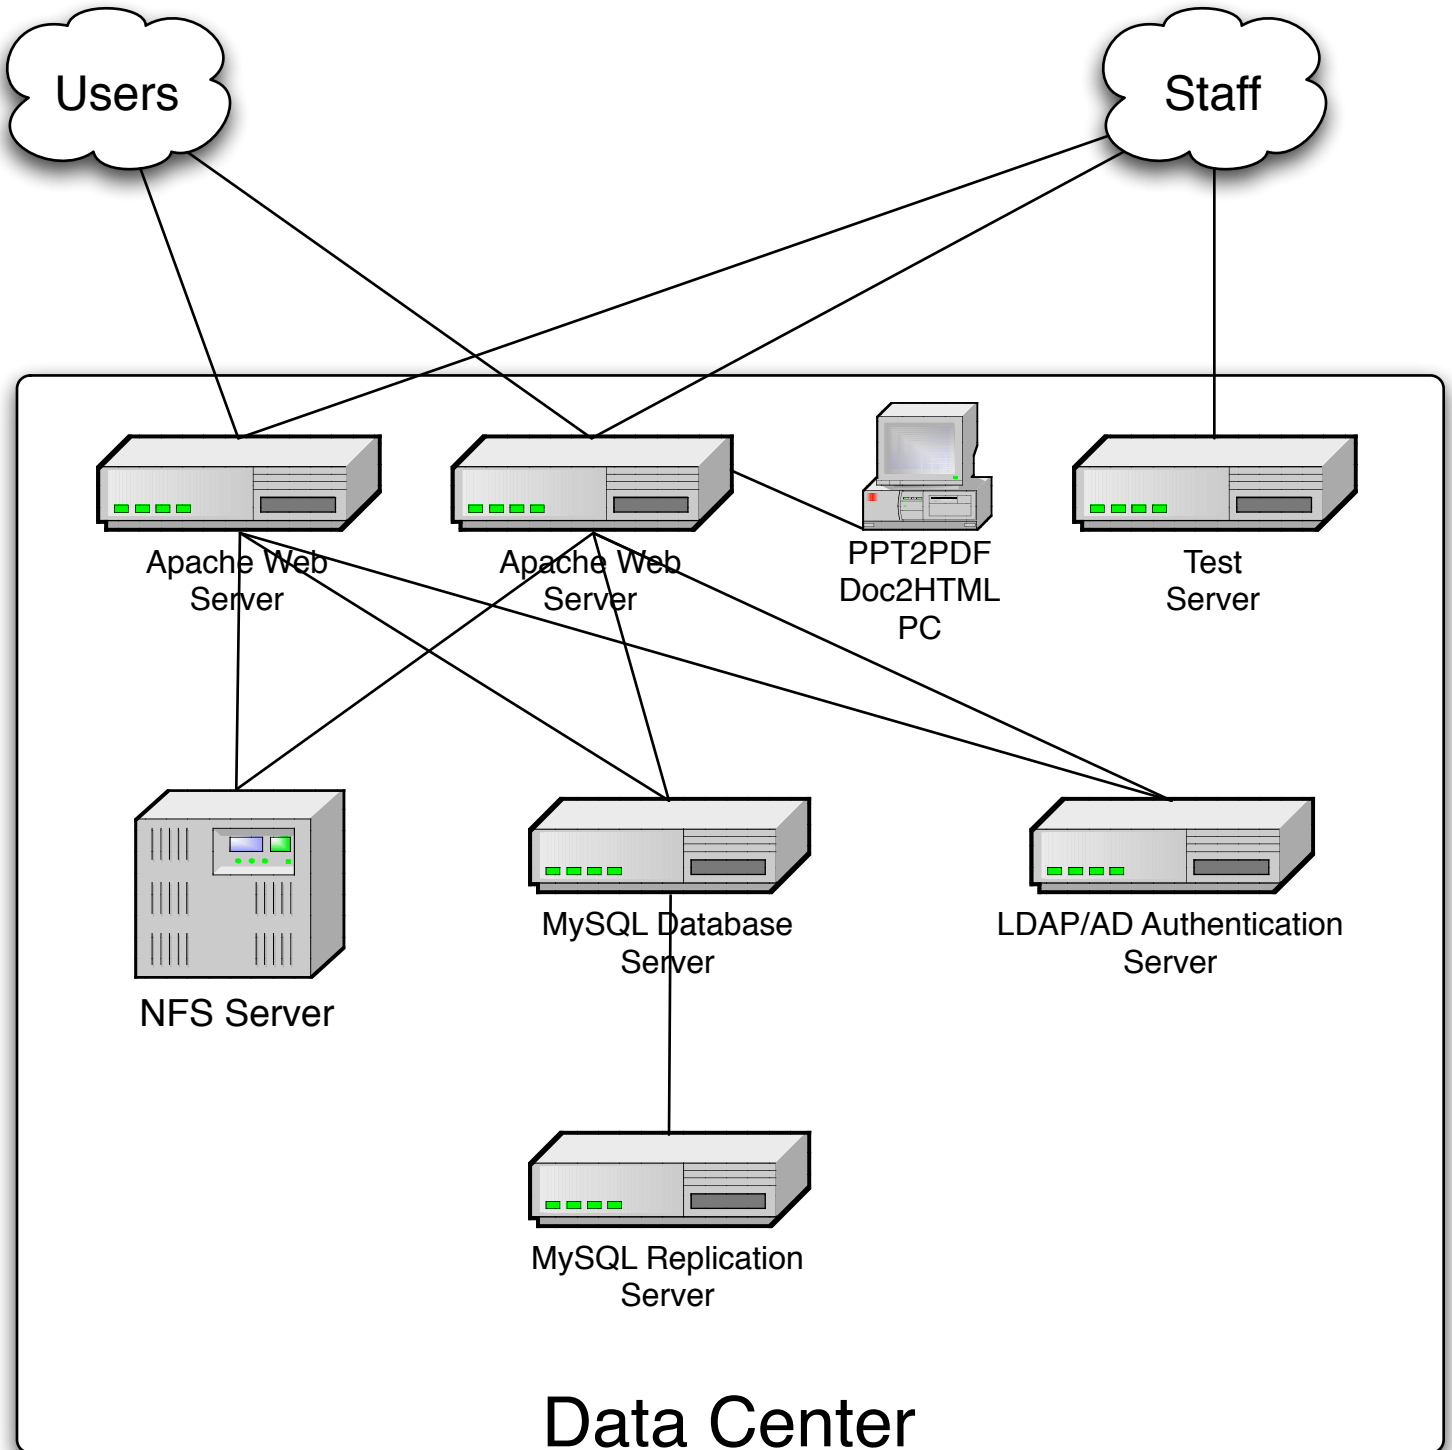 Users
Staff
Apache Web
Server
Apache Web
Server
PPT2PDF
Doc2HTML
PC
Test
Server
NFS Server
MySQL Database
Server
LDAP/AD Authentication
Server
MySQL Replication
Server
Data Center